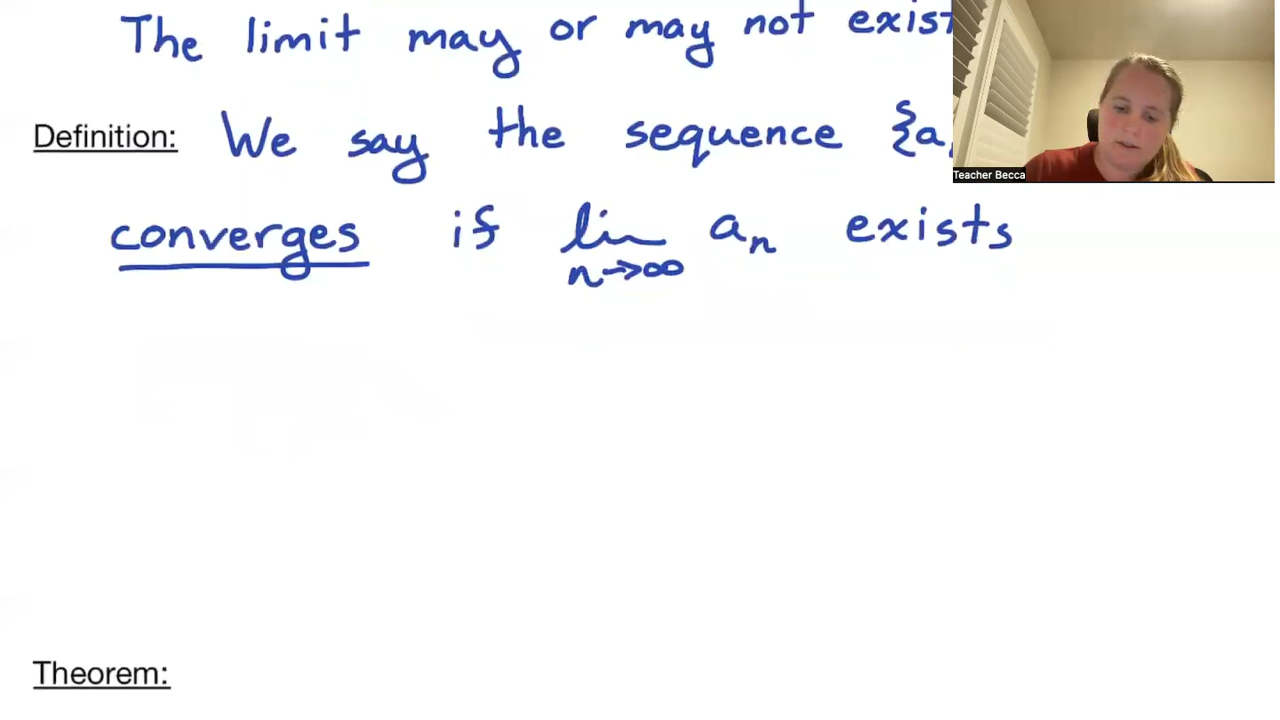 The limit may or may not exist
Definition: We say the sequence {a
converges if lim a_n exists
n→∞
Teacher Becca
Theorem: